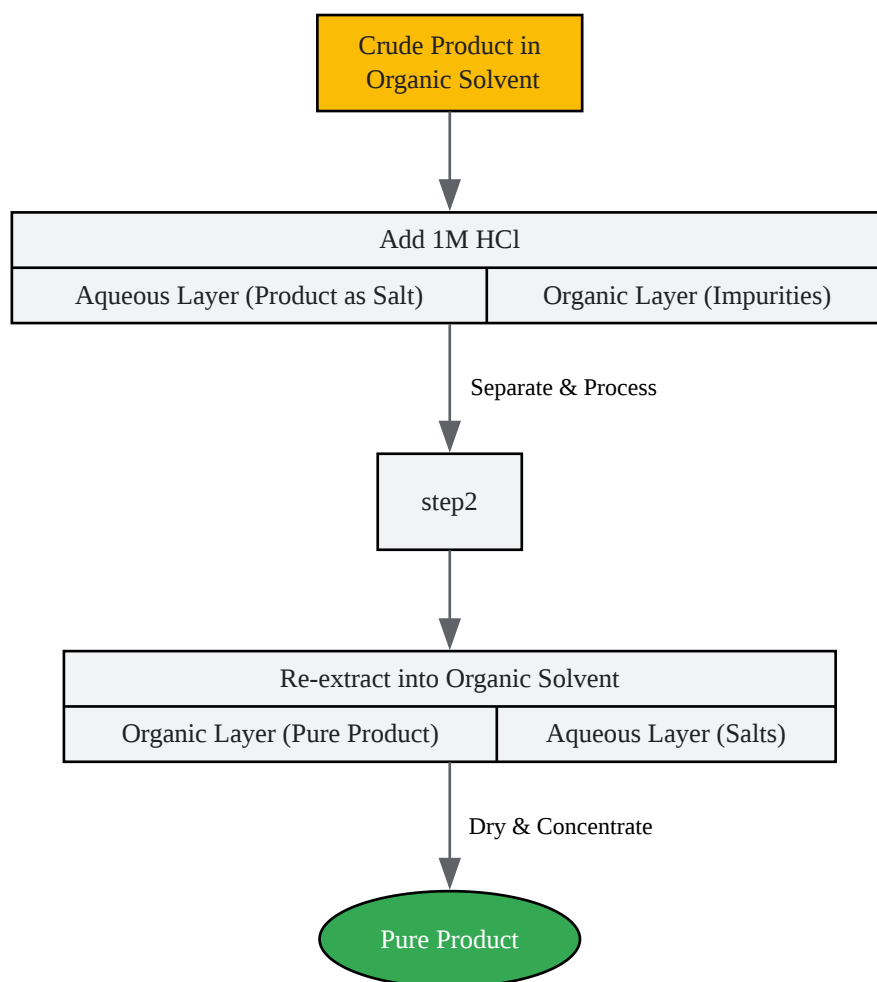 Crude Product in
Organic Solvent
Add 1M HCl
Aqueous Layer (Product as Salt)
Organic Layer (Impurities)
Separate & Process
step2
Re-extract into Organic Solvent
Organic Layer (Pure Product)
Aqueous Layer (Salts)
Dry & Concentrate
Pure Product